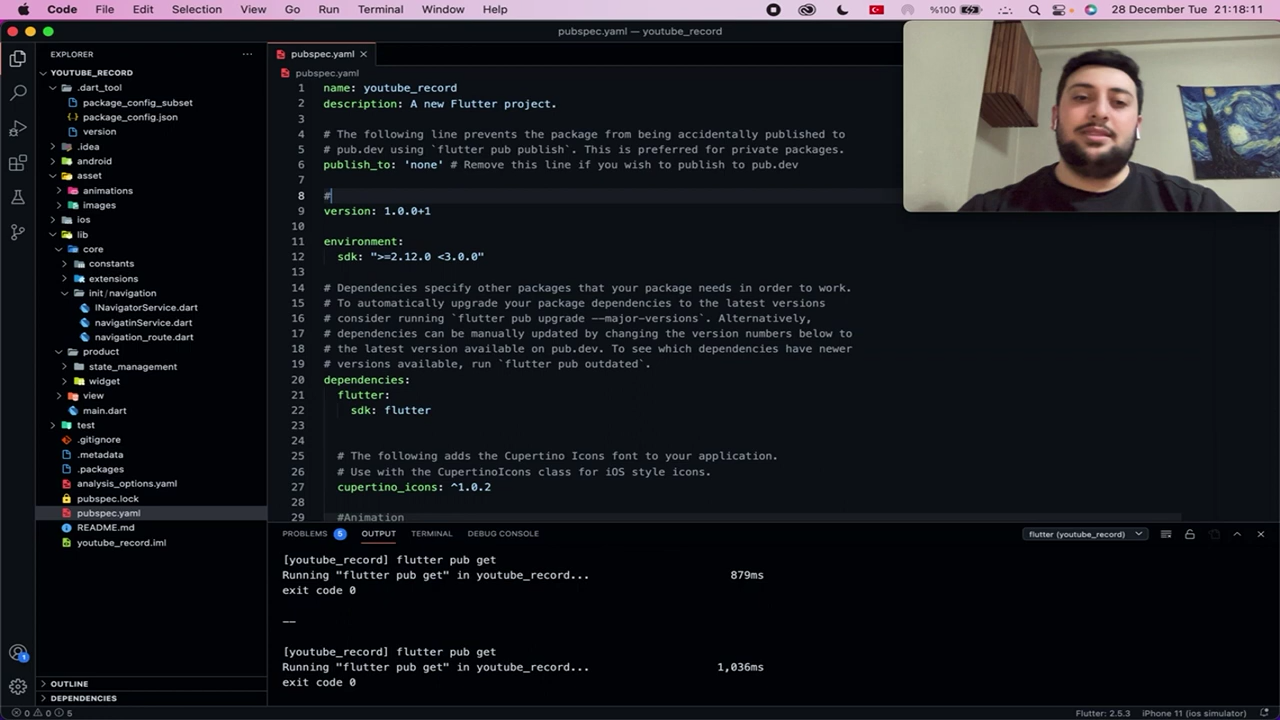 Code File Edit Selection View Go Run Terminal Window Help
%100 28 December Tue 21:18:11
pubspec.yaml — youtube_record
EXPLORER
YOUTUBE_RECORD
.dart_tool
package_config_subset
package_config.json
version
.idea
android
asset
animations
images
ios
lib
core
constants
extensions
init/navigation
INavigatorService.dart
navigatinService.dart
navigation_route.dart
product
state_management
widget
view
main.dart
test
.gitignore
.metadata
.packages
analysis_options.yaml
pubspec.lock
pubspec.yaml
README.md
youtube_record.iml
OUTLINE
DEPENDENCIES
1
pubspec.yaml
pubspec.yaml
1 name: youtube_record
2 description: A new Flutter project.
3
4 # The following line prevents the package from being accidentally published to
5 # pub.dev using `flutter pub publish`. This is preferred for private packages.
6 publish_to: 'none' # Remove this line if you wish to publish to pub.dev
7
8 #
9 version: 1.0.0+1
10
11 environment:
12 sdk: ">=2.12.0 <3.0.0"
13
14 # Dependencies specify other packages that your package needs in order to work.
15 # To automatically upgrade your package dependencies to the latest versions
16 # consider running `flutter pub upgrade --major-versions`. Alternatively,
17 # dependencies can be manually updated by changing the version numbers below to
18 # the latest version available on pub.dev. To see which dependencies have newer
19 # versions available, run `flutter pub outdated`.
20 dependencies:
21 flutter:
22 sdk: flutter
23
24
25 # The following adds the Cupertino Icons font to your application.
26 # Use with the CupertinoIcons class for iOS style icons.
27 cupertino_icons: ^1.0.2
28
29 #Animation
PROBLEMS 5 OUTPUT TERMINAL DEBUG CONSOLE
flutter (youtube_record)
[youtube_record] flutter pub get
Running "flutter pub get" in youtube_record... 879ms
exit code 0
——
[youtube_record] flutter pub get
Running "flutter pub get" in youtube_record... 1,036ms
exit code 0
0 0 5
Flutter: 2.5.3 iPhone 11 (ios simulator)